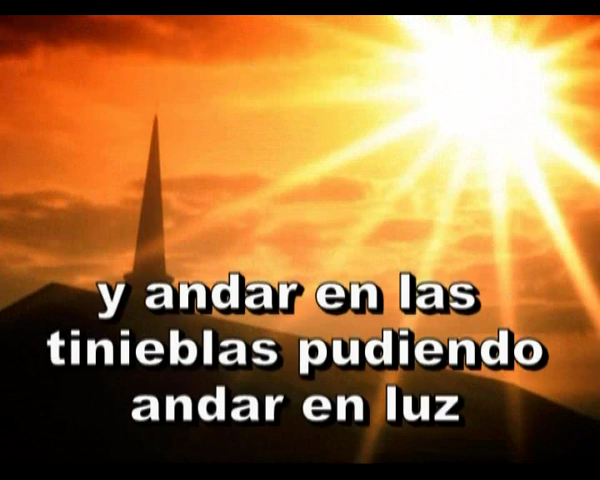 y andar en las
tinieblas pudiendo
andar en luz